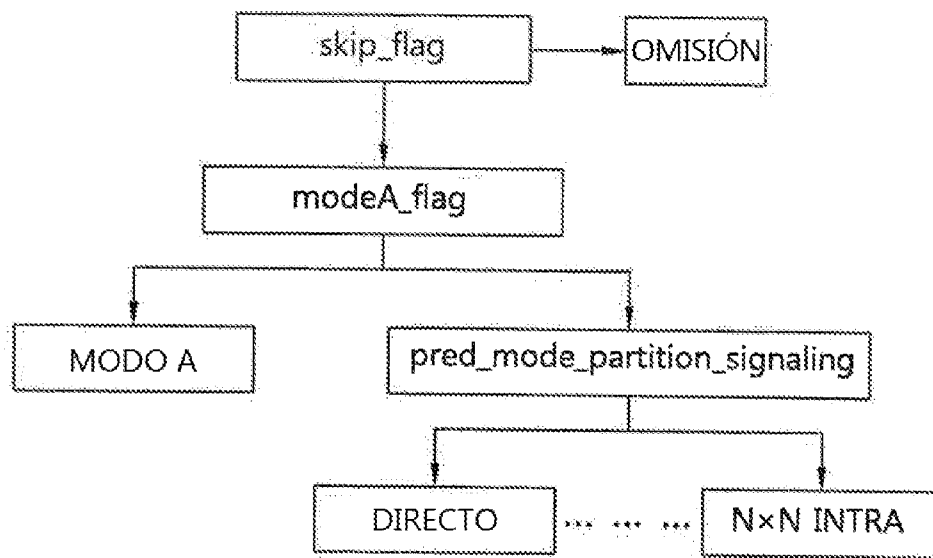 skip_flag
OMISIÓN
modeA_flag
MODO A
pred_mode_partition_signaling
DIRECTO
... ... ...
N×N INTRA